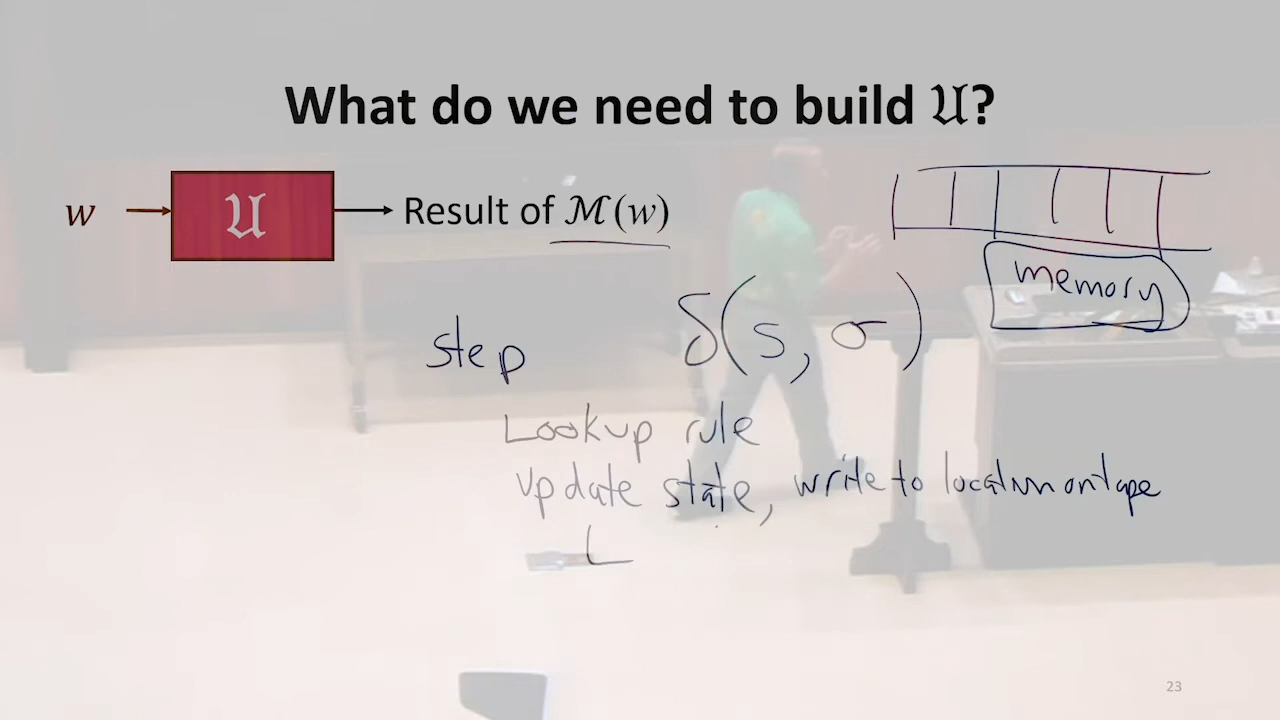 What do we need to build 𝔘?
w → 𝔘 → Result of ℳ(w)
memory
step δ(s, σ)
Lookup rule
update state, write to location on tape
L
23